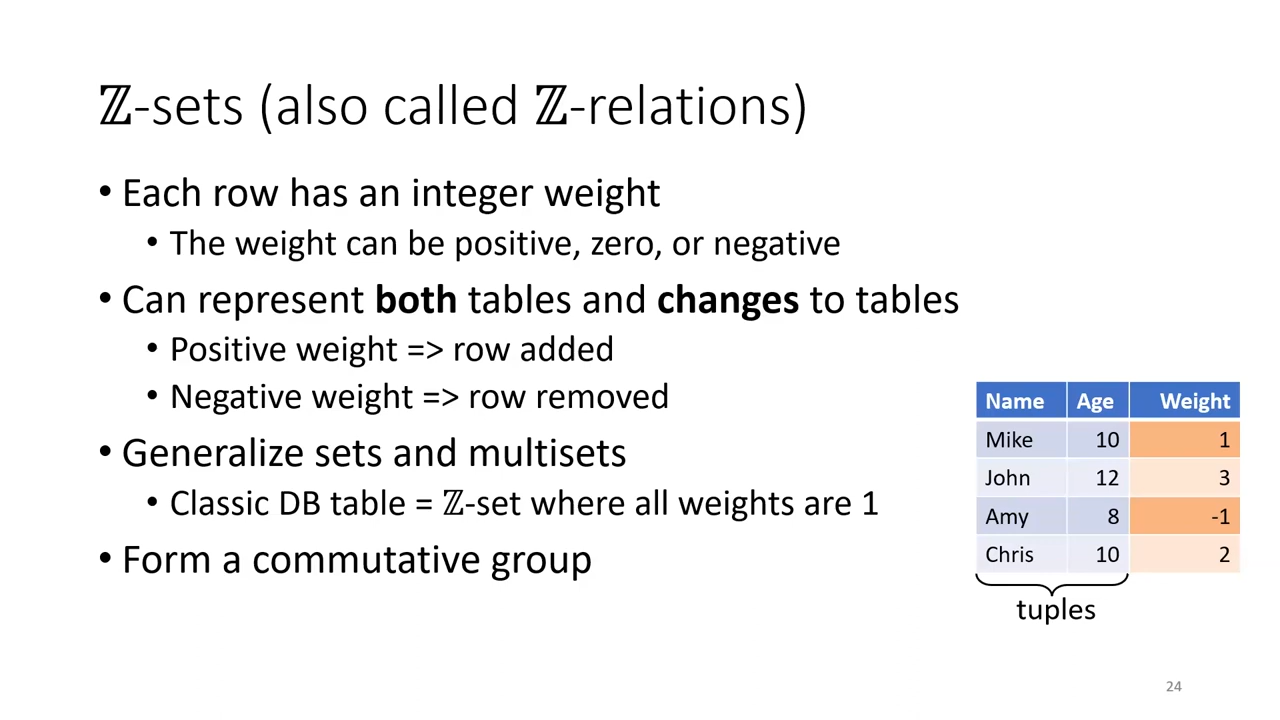 ℤ-sets (also called ℤ-relations)
• Each row has an integer weight
• The weight can be positive, zero, or negative
• Can represent both tables and changes to tables
• Positive weight => row added
• Negative weight => row removed
• Generalize sets and multisets
• Classic DB table = ℤ-set where all weights are 1
• Form a commutative group
Name Age Weight
Mike 10 1
John 12 3
Amy 8 -1
Chris 10 2
tuples
24